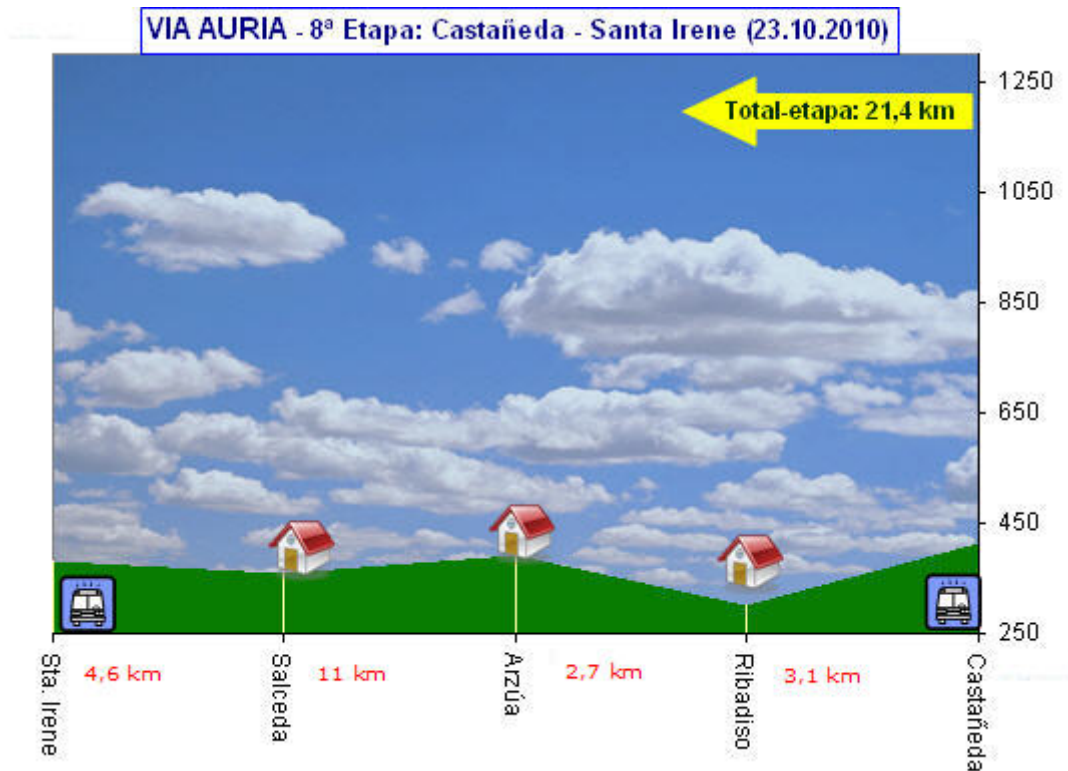 VIA AURIA - 8ª Etapa: Castañeda - Santa Irene (23.10.2010)
Total-etapa: 21,4 km
1250
1050
850
650
450
250
4,6 km
11 km
2,7 km
3,1 km
Sta. Irene
Salceda
Arzúa
Ribadiso
Castañeda